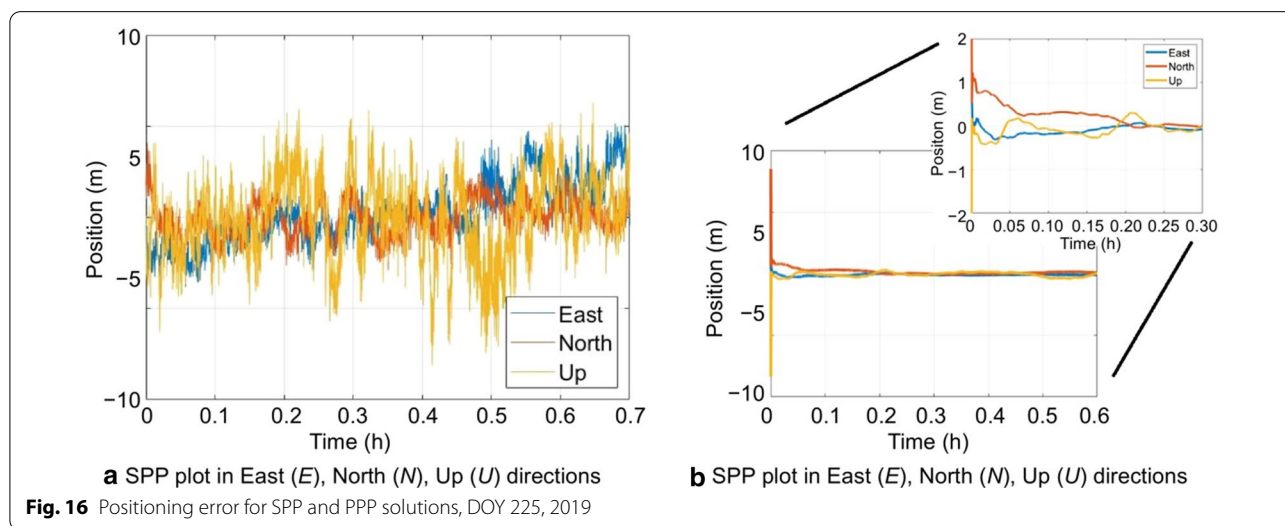 10
5
−5
−10
Position (m)
0
0.1
0.2
0.3
0.4
0.5
0.6
0.7
Time (h)
East
North
Up
a SPP plot in East (E), North (N), Up (U) directions
2
1
0
−1
−2
Positon (m)
0
0.05
0.10
0.15
0.20
0.25
0.30
Time (h)
East
North
Up
10
5
−5
−10
Position (m)
0
0.1
0.2
0.3
0.4
0.5
0.6
Time (h)
b SPP plot in East (E), North (N), Up (U) directions
Fig. 16 Positioning error for SPP and PPP solutions, DOY 225, 2019